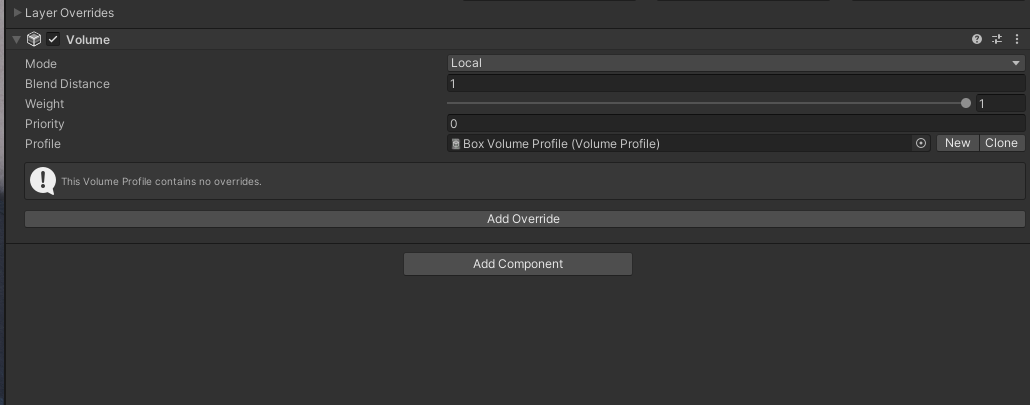 Layer Overrides
Volume
Mode Local
Blend Distance 1
Weight 1
Priority 0
Profile Box Volume Profile (Volume Profile) New Clone
This Volume Profile contains no overrides.
Add Override
Add Component